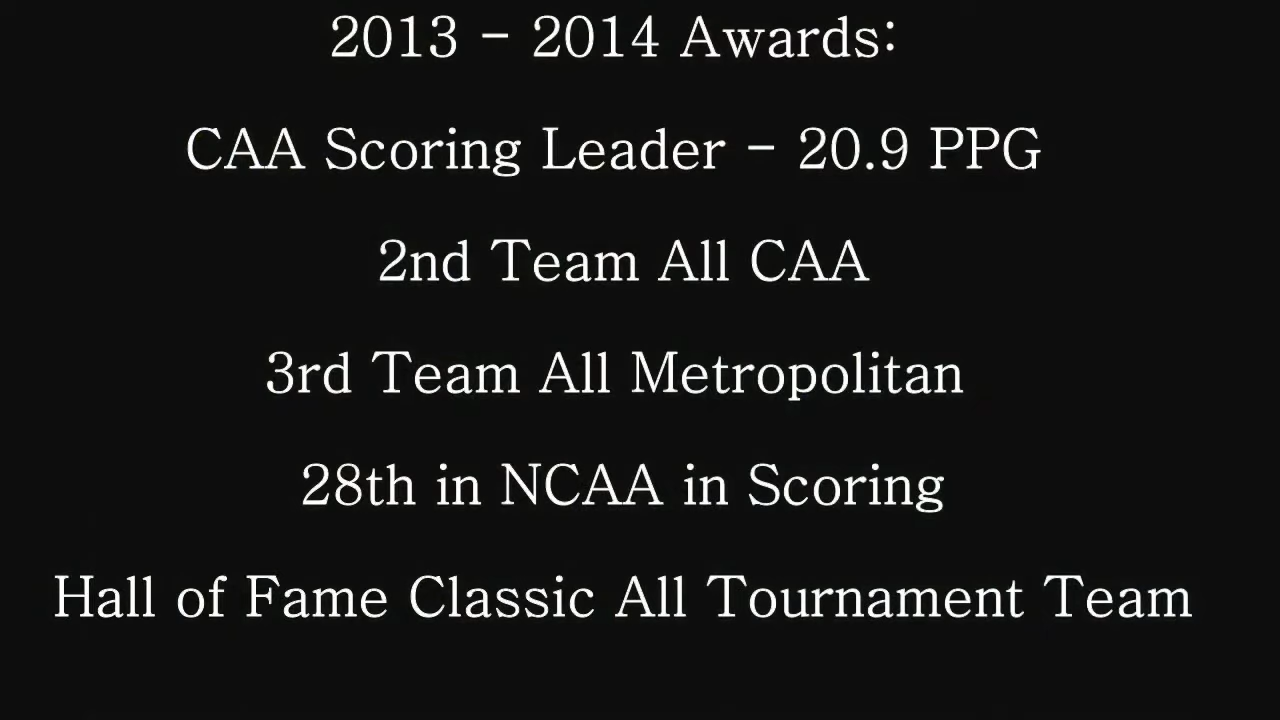 2013 - 2014 Awards:
CAA Scoring Leader - 20.9 PPG
2nd Team All CAA
3rd Team All Metropolitan
28th in NCAA in Scoring
Hall of Fame Classic All Tournament Team